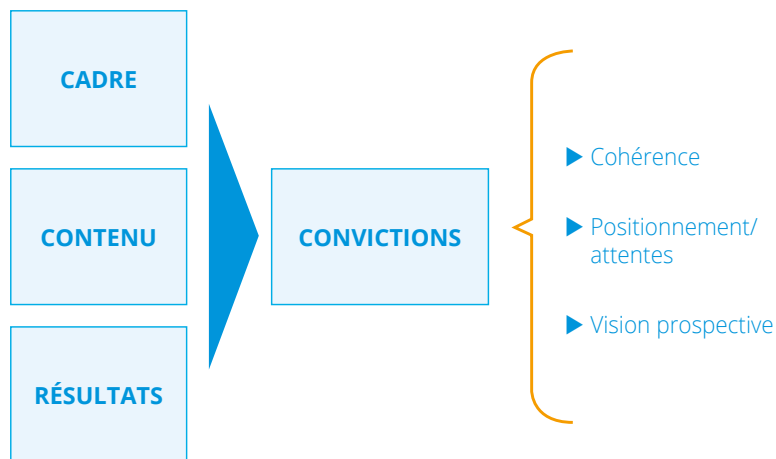 CADRE
CONTENU
RÉSULTATS
CONVICTIONS
Cohérence
Positionnement/
attentes
Vision prospective